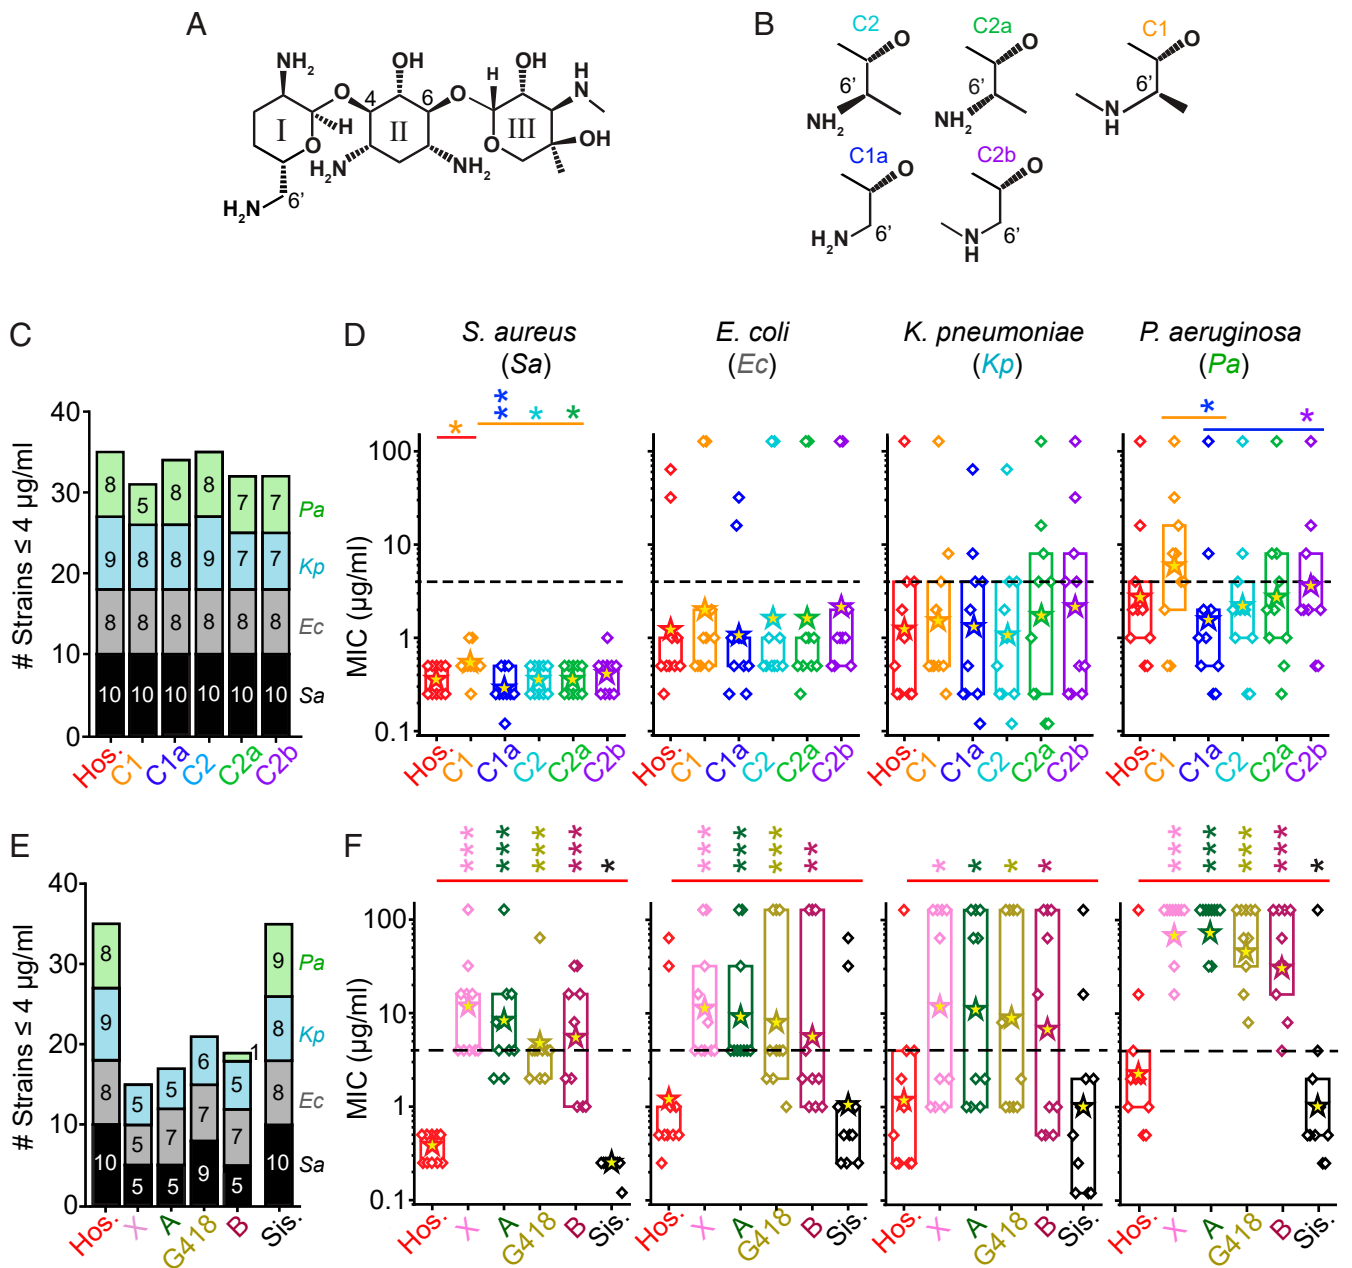 A
NH2
OH
OH
H
H
N
O
4
6
O
I
H
II
III
O
O
OH
H2N
NH2
H2N
6'
B
C2
C2a
C1
O
O
O
6'
6'
6'
NH2
NH2
N
H
C1a
C2b
O
O
H2N
6'
N
H
6'
C
# Strains ≤ 4 µg/ml
40
30
20
10
0
8
5
8
8
7
7
Pa
9
8
8
9
7
7
Kp
8
8
8
8
8
8
Ec
10
10
10
10
10
10
Sa
Hos.
C1
C1a
C2
C2a
C2b
D
S. aureus
(Sa)
E. coli
(Ec)
K. pneumoniae
(Kp)
P. aeruginosa
(Pa)
*
**
*
*
*
*
MIC (µg/ml)
100
10
1
0.1
Hos.
C1
C1a
C2
C2a
C2b
Hos.
C1
C1a
C2
C2a
C2b
Hos.
C1
C1a
C2
C2a
C2b
Hos.
C1
C1a
C2
C2a
C2b
E
# Strains ≤ 4 µg/ml
40
30
20
10
0
8
1
9
Pa
9
5
5
6
5
8
Kp
8
5
7
7
7
8
Ec
10
5
5
9
5
10
Sa
Hos.
X
A
G418
B
Sis.
F
***
***
***
***
*
***
***
***
**
*
*
*
*
***
***
***
***
*
MIC (µg/ml)
100
10
1
0.1
Hos.
X
A
G418
B
Sis.
Hos.
X
A
G418
B
Sis.
Hos.
X
A
G418
B
Sis.
Hos.
X
A
G418
B
Sis.